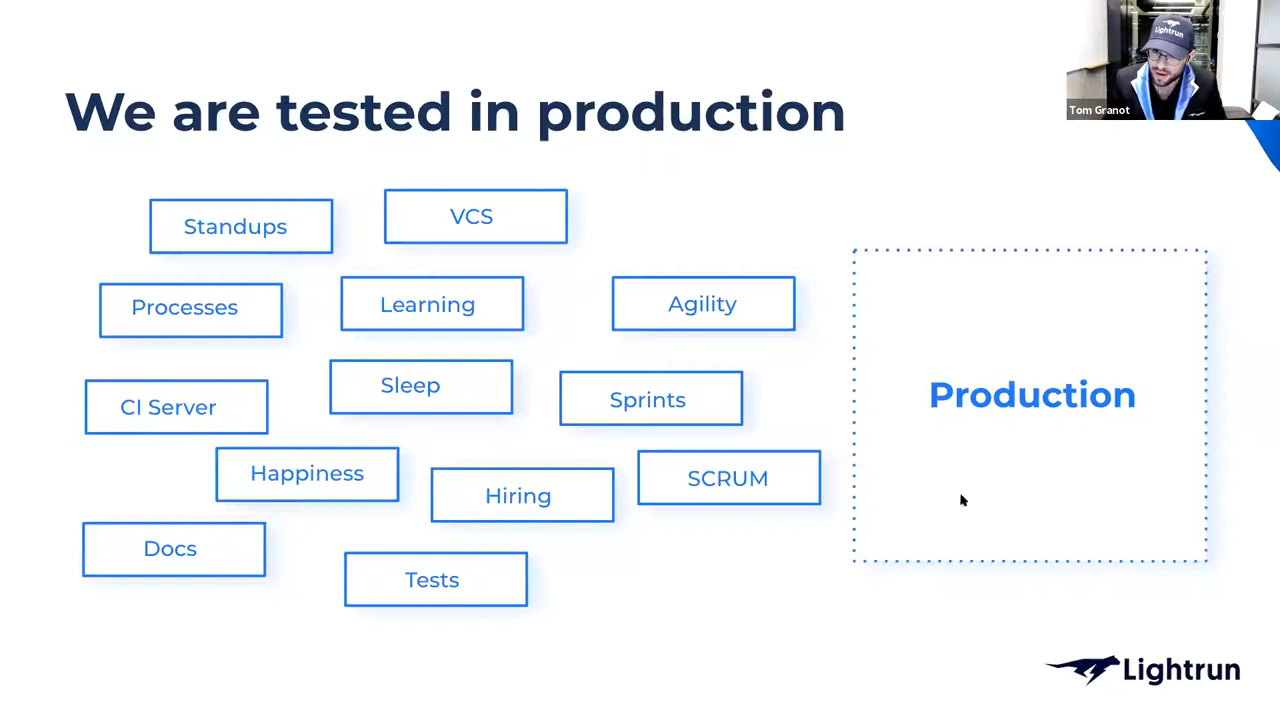 We are tested in production
Lightrun
Tom Granot
Standups
VCS
Processes
Learning
Agility
CI Server
Sleep
Sprints
Production
Happiness
Hiring
SCRUM
Docs
Tests
Lightrun